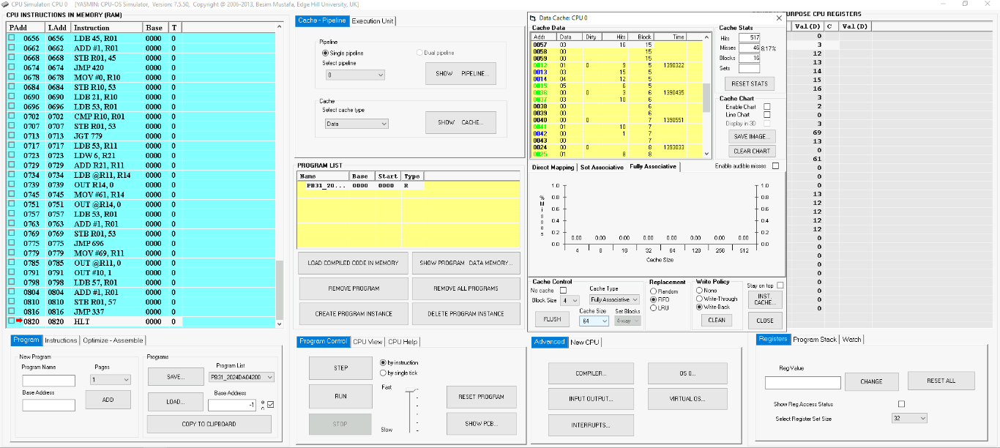 CPU Simulator: CPU 0 [YASMIN: CPU-OS Simulator, Version: 7.5.50, Copyright @ 2006-2013, Besim Mustafa, Edge Hill University, UK]
CPU INSTRUCTIONS IN MEMORY (RAM)
PAdd LAdd Instruction Base T
0656 0656 LDB 45, R01 0000 0
0662 0662 ADD #1, R01 0000 0
0668 0668 STB R01, 45 0000 0
0674 0674 JMP 420 0000 0
0678 0678 MOV #0, R10 0000 0
0684 0684 STB R10, 53 0000 0
0690 0690 LDB 21, R10 0000 0
0696 0696 LDB 53, R01 0000 0
0702 0702 CMP R10, R01 0000 0
0707 0707 STB R01, 53 0000 0
0713 0713 JGT 779 0000 0
0717 0717 LDB 53, R11 0000 0
0723 0723 LDW 6, R21 0000 0
0729 0729 ADD R21, R11 0000 0
0734 0734 LDB @R11, R14 0000 0
0739 0739 OUT R14, 0 0000 0
0745 0745 MOV #61, R14 0000 0
0751 0751 OUT @R14, 0 0000 0
0757 0757 LDB 53, R01 0000 0
0763 0763 ADD #1, R01 0000 0
0769 0769 STB R01, 53 0000 0
0775 0775 JMP 696 0000 0
0779 0779 MOV #69, R11 0000 0
0785 0785 OUT @R11, 0 0000 0
0791 0791 OUT #10, 1 0000 0
0798 0798 LDB 57, R01 0000 0
0804 0804 ADD #1, R01 0000 0
0810 0810 STB R01, 57 0000 0
0816 0816 JMP 337 0000 0
0820 0820 HLT 0000 0
Program Instructions Optimize - Assemble
New Program
Program Name Pages
1
Base Address
ADD
Programs
SAVE...
Program List
PB31_2024DA04200
LOAD...
Base Address
-1
COPY TO CLIPBOARD
Cache - Pipeline Execution Unit
Pipeline
Single pipeline Dual pipeline
Select pipeline
0
SHOW PIPELINE...
Cache
Select cache type
Data
SHOW CACHE...
PROGRAM LIST
Name Base Start Type
PB31_20... 0000 0000 R
LOAD COMPILED CODE IN MEMORY SHOW PROGRAM DATA MEMORY...
REMOVE PROGRAM REMOVE ALL PROGRAMS
CREATE PROGRAM INSTANCE DELETE PROGRAM INSTANCE
Program Control CPU View CPU Help
STEP
by instruction
by single tick
RUN
Fast
RESET PROGRAM
STOP
Slow
SHOW PCB...
Data Cache: CPU 0
Cache Data
Addr Data Dirty Hits Block Time
0057 03 16 15
0058 00 15
0059 00 15
0012 01 0 9 5 1390322
0013 03 15 5
0014 04 12 5
0015 05 6 5
0036 00 0 3 6 1390435
0037 03 10 6
0038 00 6
0039 00 6
0040 00 0 7 1390551
0041 01 10 7
0042 00 1 7
0043 00 7
0024 00 0 8 1393033
0025 01 8 8
Cache Stats
Hits 517
Misses 46 8.17%
Blocks 16
Sets
RESET STATS
Cache Chart
Enable Chart
Line Chart
Display in 3D
SAVE IMAGE...
CLEAR CHART
Direct Mapping Set Associative Fully Associative
Enable audible misses
% Misses
1.0 1.0
0.8 0.8
0.6 0.6
0.4 0.4
0.2 0.2
0.0 0.0
0.00 0.00 0.00 0.00 0.00 0.00 0.00 0.00
4 8 16 32 64 128 256 512
Cache Size
Cache Control
No cache
Block Size 4
FLUSH
Cache Type
Fully Associative
Cache Size Set Blocks
64 4-way
Replacement
Random
FIFO
LRU
Write Policy
None
Write-Through
Write-Back
CLEAN
Stay on top
INST. CACHE...
CLOSE
Advanced New CPU
COMPILER... OS 0...
INPUT OUTPUT... VIRTUAL OS...
INTERRUPTS...
PURPOSE CPU REGISTERS
Val (D) C Val (D)
0
3
12
13
14
15
16
3
2
0
3
69
13
0
61
0
0
0
13
12
12
12
12
0
0
0
0
0
0
0
0
0
Registers Program Stack Watch
Reg Value
CHANGE
RESET ALL
Show Reg Access Status
Select Register Set Size
32